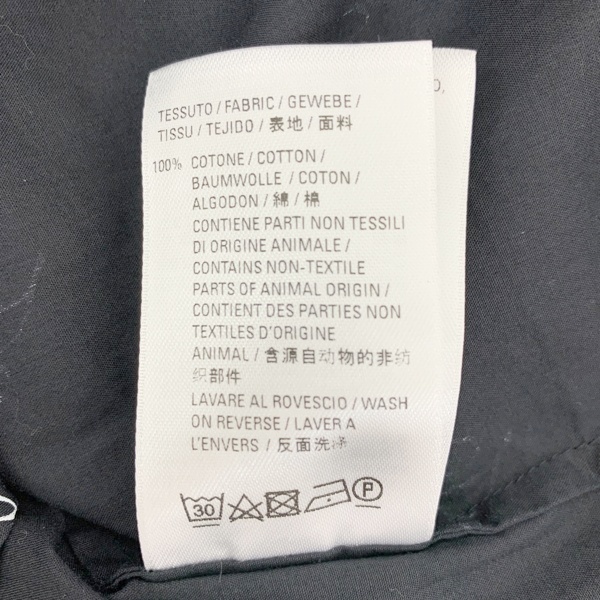 TESSUTO / FABRIC / GEWEBE /
TISSU / TEJIDO / 表地 / 面料
100% COTONE / COTTON /
BAUMWOLLE / COTON /
ALGODON / 綿 / 棉
CONTIENE PARTI NON TESSILI
DI ORIGINE ANIMALE /
CONTAINS NON-TEXTILE
PARTS OF ANIMAL ORIGIN /
CONTIENT DES PARTIES NON
TEXTILES D'ORIGINE
ANIMAL / 含源自动物的非纺
织部件
LAVARE AL ROVESCIO / WASH
ON REVERSE / LAVER A
L'ENVERS / 反面洗涤
30 P